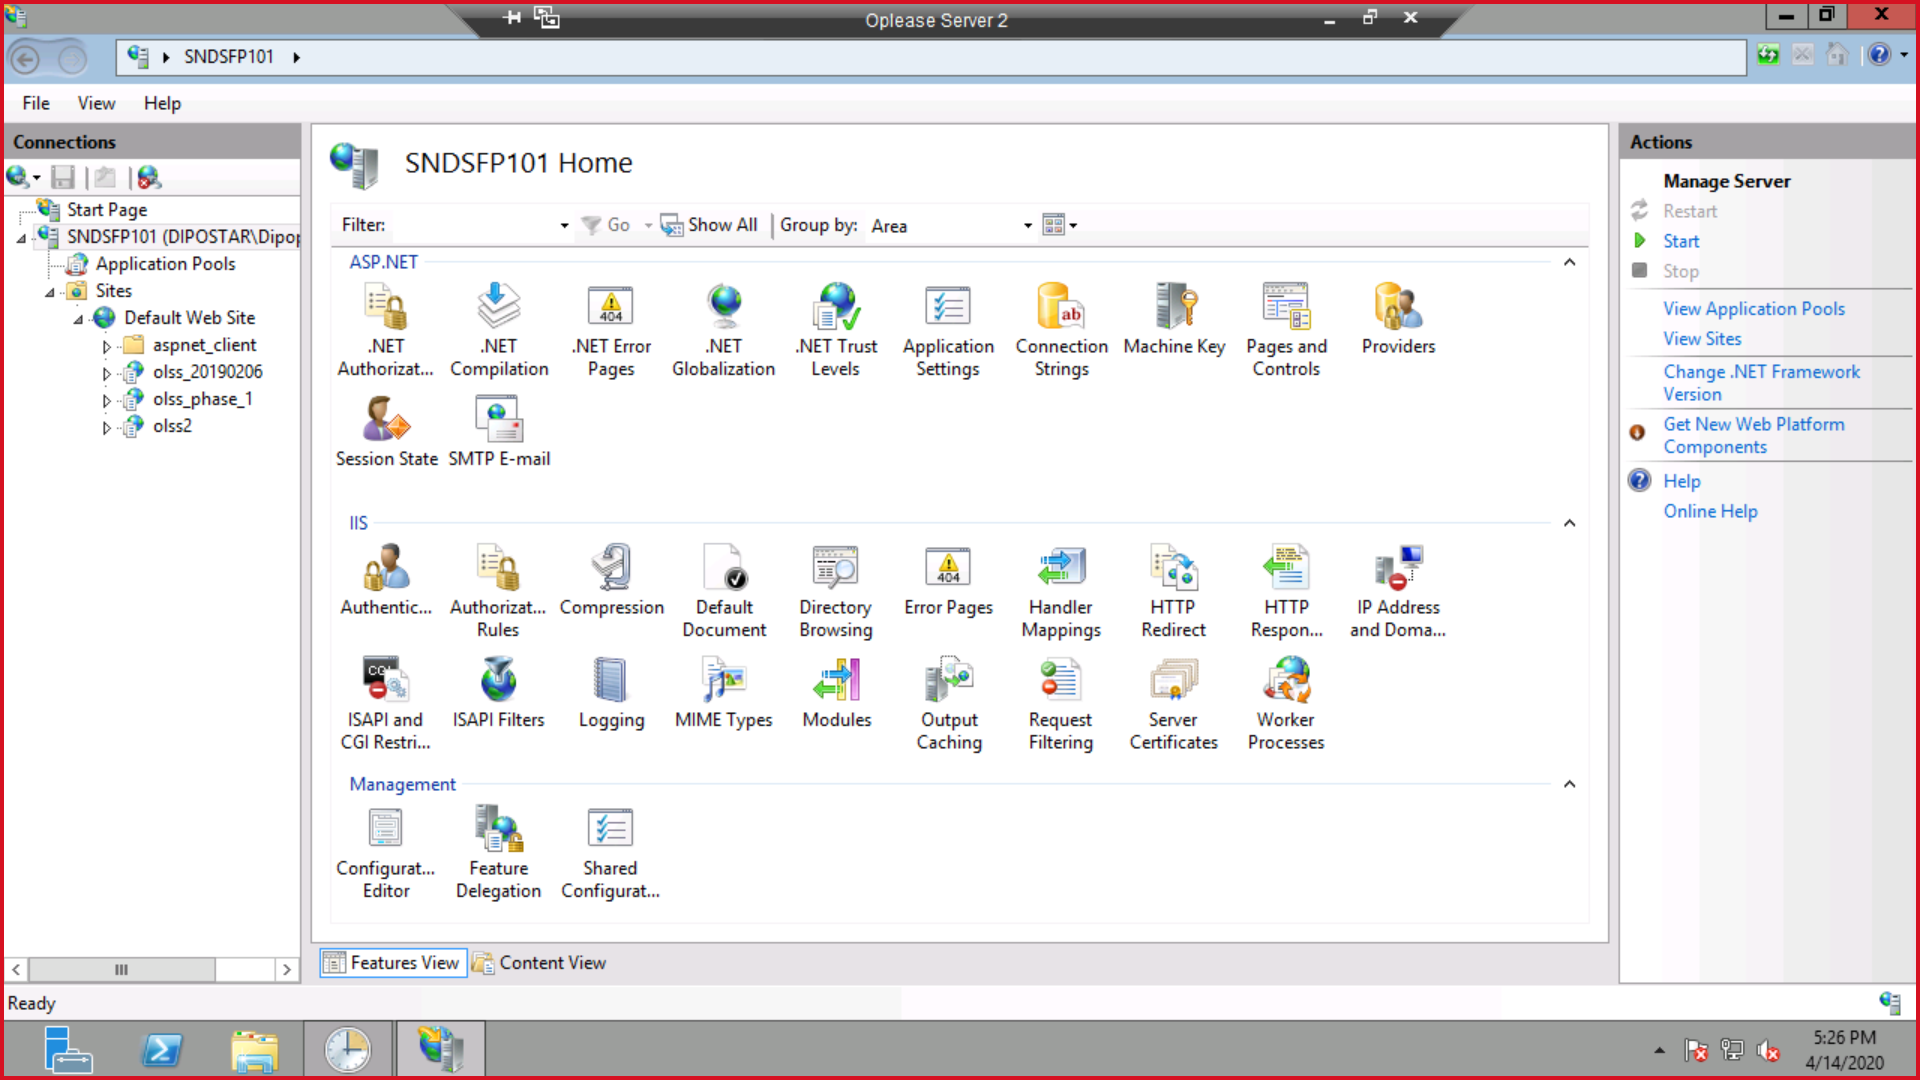 Oplease Server 2
SNDSFP101
File View Help
Connections
Start Page
SNDSFP101 (DIPOSTAR\Dipop
Application Pools
Sites
Default Web Site
aspnet_client
olss_20190206
olss_phase_1
olss2
SNDSFP101 Home
Filter: Go Show All Group by: Area
ASP.NET
.NET Authorizat...
.NET Compilation
.NET Error Pages
.NET Globalization
.NET Trust Levels
Application Settings
Connection Strings
Machine Key
Pages and Controls
Providers
Session State
SMTP E-mail
IIS
Authentic...
Authorizat... Rules
Compression
Default Document
Directory Browsing
Error Pages
Handler Mappings
HTTP Redirect
HTTP Respon...
IP Address and Doma...
ISAPI and CGI Restri...
ISAPI Filters
Logging
MIME Types
Modules
Output Caching
Request Filtering
Server Certificates
Worker Processes
Management
Configurat... Editor
Feature Delegation
Shared Configurat...
Features View
Content View
Actions
Manage Server
Restart
Start
Stop
View Application Pools
View Sites
Change .NET Framework
Version
Get New Web Platform
Components
Help
Online Help
Ready
5:26 PM
4/14/2020